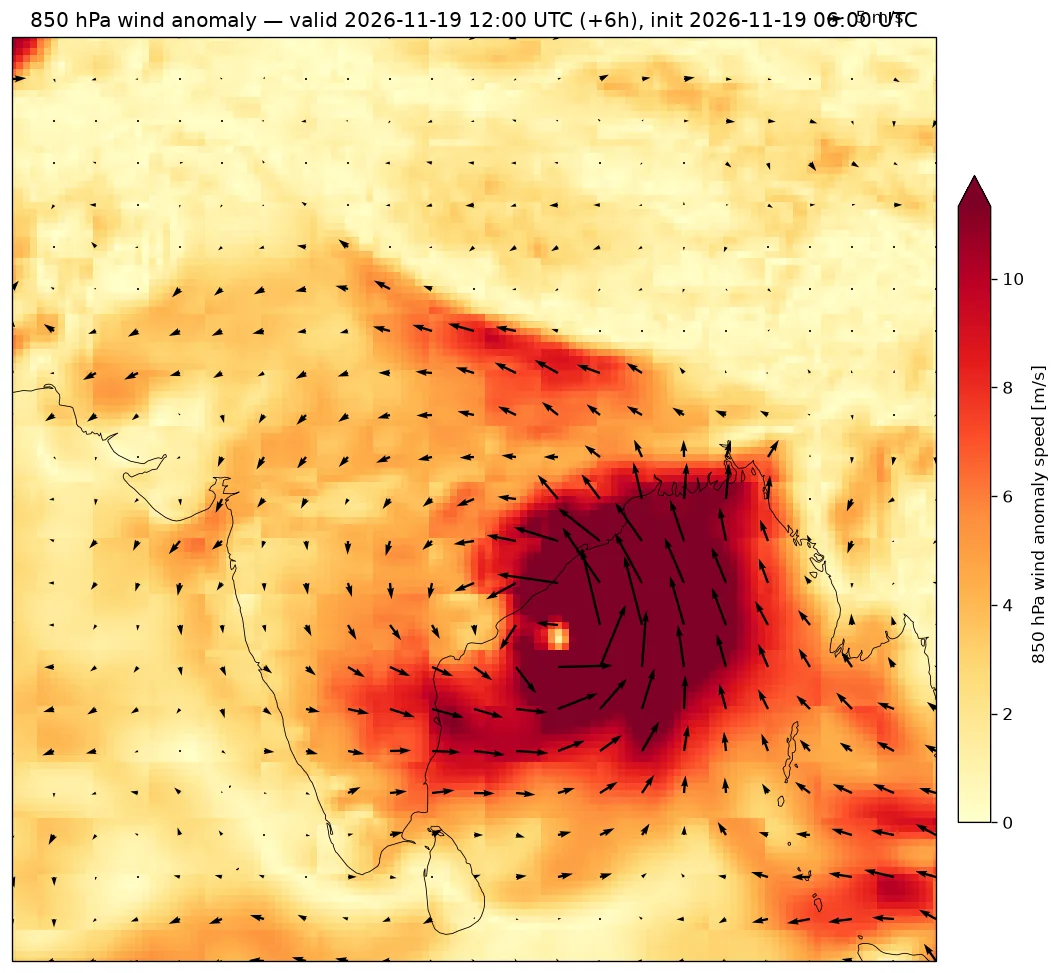 850 hPa wind anomaly — valid 2026-11-19 12:00 UTC (+6h), init 2026-11-19 06:00 UTC
5 m/s
10
8
6
4
2
0
850 hPa wind anomaly speed [m/s]